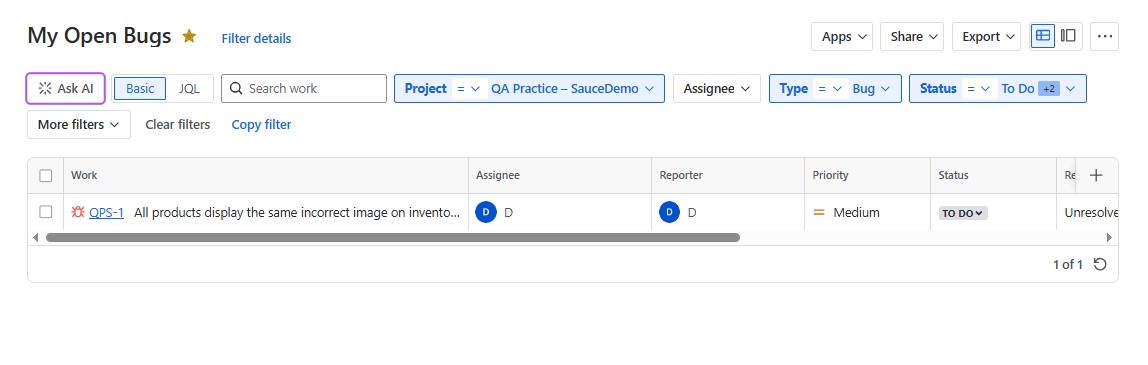 My Open Bugs Filter details Apps Share Export
Ask AI Basic JQL Search work Project = QA Practice – SauceDemo Assignee Type = Bug Status = To Do +2
More filters Clear filters Copy filter
Work Assignee Reporter Priority Status Re
QPS-1 All products display the same incorrect image on invento... D D D D Medium TO DO Unresolve
1 of 1